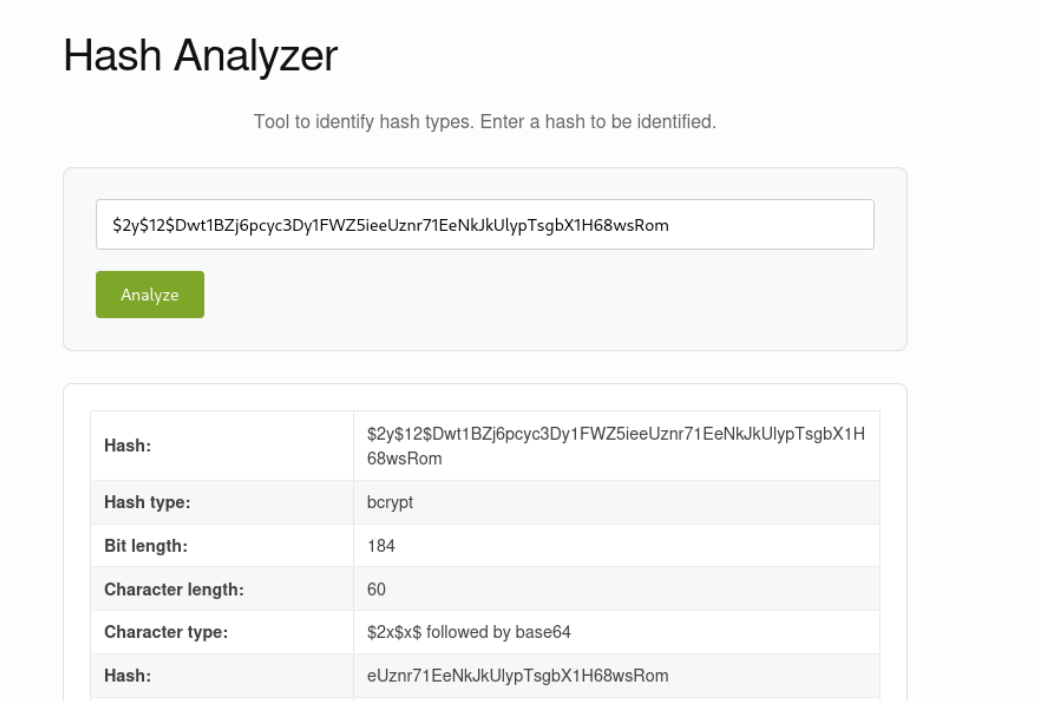 Hash Analyzer
Tool to identify hash types. Enter a hash to be identified.
$2y$12$Dwt1BZj6pcyc3Dy1FWZ5ieeUznr71EeNkJkUlypTsgbX1H68wsRom
Analyze
Hash: $2y$12$Dwt1BZj6pcyc3Dy1FWZ5ieeUznr71EeNkJkUlypTsgbX1H
68wsRom
Hash type: bcrypt
Bit length: 184
Character length: 60
Character type: $2x$x$ followed by base64
Hash: eUznr71EeNkJkUlypTsgbX1H68wsRom